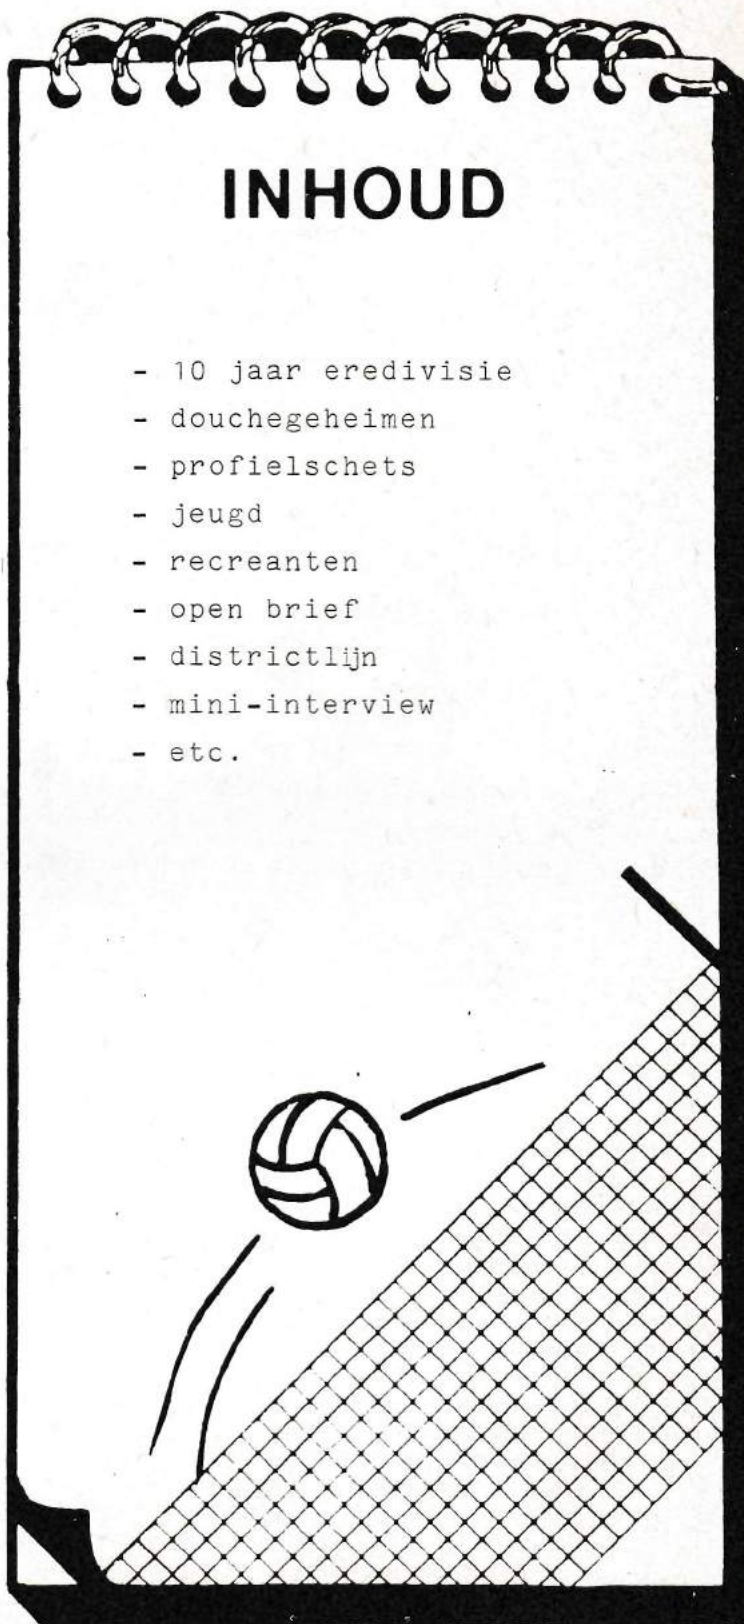 INHOUD
- 10 jaar eredivisie
- douchegeheimen
- profielschets
- jeugd
- recreanten
- open brief
- districtlijn
- mini-interview
- etc.